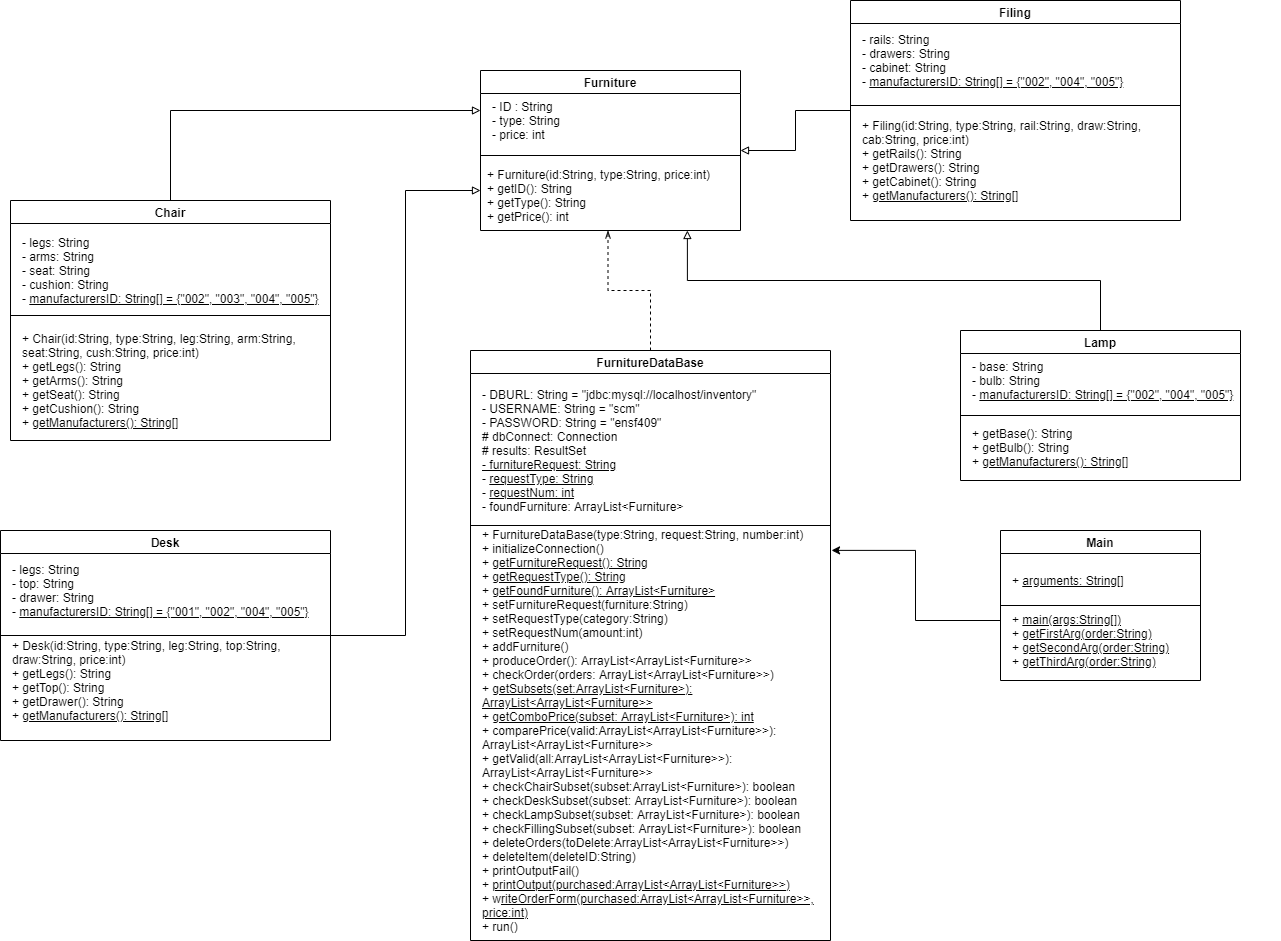 Filing
- rails: String
- drawers: String
- cabinet: String
- manufacturersID: String[] = {"002", "004", "005"}
+ Filing(id:String, type:String, rail:String, draw:String,
cab:String, price:int)
+ getRails(): String
+ getDrawers(): String
+ getCabinet(): String
+ getManufacturers(): String[]
Furniture
- ID : String
- type: String
- price: int
+ Furniture(id:String, type:String, price:int)
+ getID(): String
+ getType(): String
+ getPrice(): int
Chair
- legs: String
- arms: String
- seat: String
- cushion: String
- manufacturersID: String[] = {"002", "003", "004", "005"}
+ Chair(id:String, type:String, leg:String, arm:String,
seat:String, cush:String, price:int)
+ getLegs(): String
+ getArms(): String
+ getSeat(): String
+ getCushion(): String
+ getManufacturers(): String[]
Lamp
- base: String
- bulb: String
- manufacturersID: String[] = {"002", "004", "005"}
+ getBase(): String
+ getBulb(): String
+ getManufacturers(): String[]
FurnitureDataBase
- DBURL: String = "jdbc:mysql://localhost/inventory"
- USERNAME: String = "scm"
- PASSWORD: String = "ensf409"
# dbConnect: Connection
# results: ResultSet
- furnitureRequest: String
- requestType: String
- requestNum: int
- foundFurniture: ArrayList<Furniture>
+ FurnitureDataBase(type:String, request:String, number:int)
+ initializeConnection()
+ getFurnitureRequest(): String
+ getRequestType(): String
+ getFoundFurniture(): ArrayList<Furniture>
+ setFurnitureRequest(furniture:String)
+ setRequestType(category:String)
+ setRequestNum(amount:int)
+ addFurniture()
+ produceOrder(): ArrayList<ArrayList<Furniture>>
+ checkOrder(orders: ArrayList<ArrayList<Furniture>>)
+ getSubsets(set:ArrayList<Furniture>):
ArrayList<ArrayList<Furniture>>
+ getComboPrice(subset: ArrayList<Furniture>): int
+ comparePrice(valid:ArrayList<ArrayList<Furniture>>):
ArrayList<ArrayList<Furniture>>
+ getValid(all:ArrayList<ArrayList<Furniture>>):
ArrayList<ArrayList<Furniture>>
+ checkChairSubset(subset:ArrayList<Furniture>): boolean
+ checkDeskSubset(subset: ArrayList<Furniture>): boolean
+ checkLampSubset(subset: ArrayList<Furniture>): boolean
+ checkFillingSubset(subset: ArrayList<Furniture>): boolean
+ deleteOrders(toDelete:ArrayList<ArrayList<Furniture>>)
+ deleteItem(deleteID:String)
+ printOutputFail()
+ printOutput(purchased:ArrayList<ArrayList<Furniture>>)
+ writeOrderForm(purchased:ArrayList<ArrayList<Furniture>>,
price:int)
+ run()
Desk
- legs: String
- top: String
- drawer: String
- manufacturersID: String[] = {"001", "002", "004", "005"}
+ Desk(id:String, type:String, leg:String, top:String,
draw:String, price:int)
+ getLegs(): String
+ getTop(): String
+ getDrawer(): String
+ getManufacturers(): String[]
Main
+ arguments: String[]
+ main(args:String[])
+ getFirstArg(order:String)
+ getSecondArg(order:String)
+ getThirdArg(order:String)